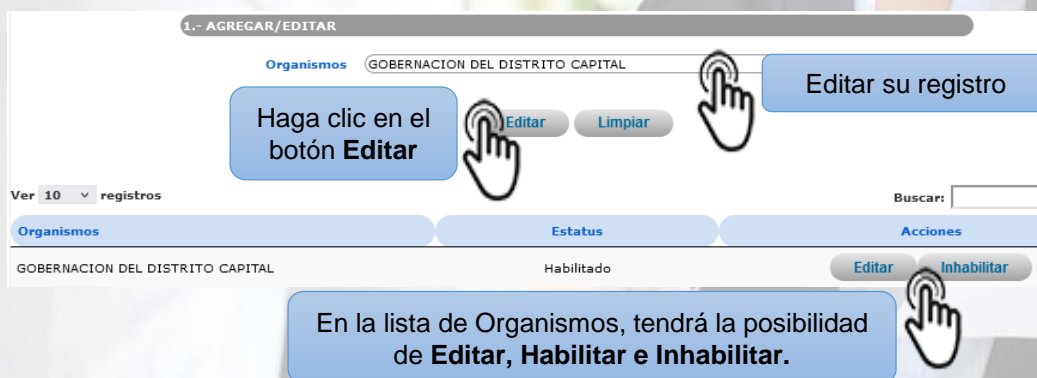 1.- AGREGAR/EDITAR
Organismos GOBERNACION DEL DISTRITO CAPITAL
Editar su registro
Haga clic en el
botón Editar
Editar Limpiar
Ver 10 registros
Buscar:
Organismos Estatus Acciones
GOBERNACION DEL DISTRITO CAPITAL Habilitado Editar Inhabilitar
En la lista de Organismos, tendrá la posibilidad
de Editar, Habilitar e Inhabilitar.